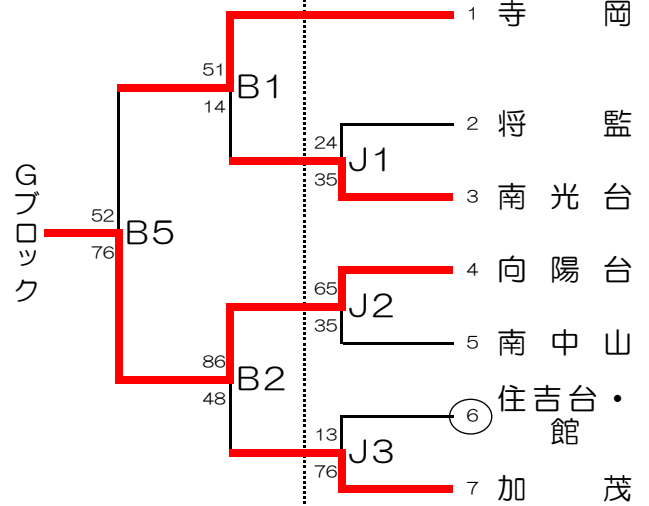 1 寺 岡
51
B1
14
2 将 監
24
J1
35
3 南 光 台
Gブロック
52
B5
76
4 向 陽 台
65
J2
35
5 南 中 山
86
B2
48
6 住吉台・
館
13
J3
76
7 加 茂